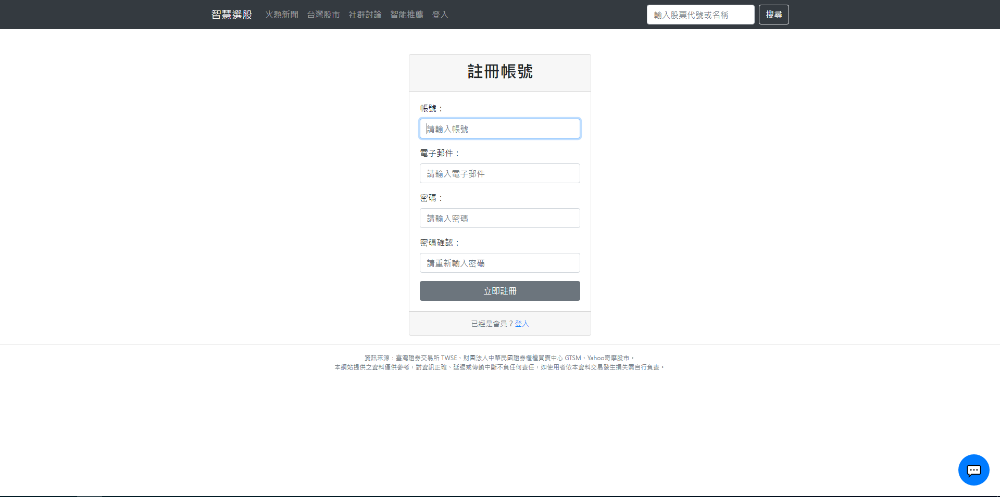 智慧選股 火熱新聞 台灣股市 社群討論 智能推薦 登入 輸入股票代號或名稱 搜尋
註冊帳號
帳號：
請輸入帳號
電子郵件：
請輸入電子郵件
密碼：
請輸入密碼
密碼確認：
請重新輸入密碼
立即註冊
已經是會員？登入
資訊來源：臺灣證券交易所 TWSE、財團法人中華民國證券櫃檯買賣中心 GTSM、Yahoo奇摩股市。
本網站提供之資料僅供參考，對資訊正確、延遲或傳輸中斷不負任何責任，如使用者依本資料交易發生損失需自行負責。